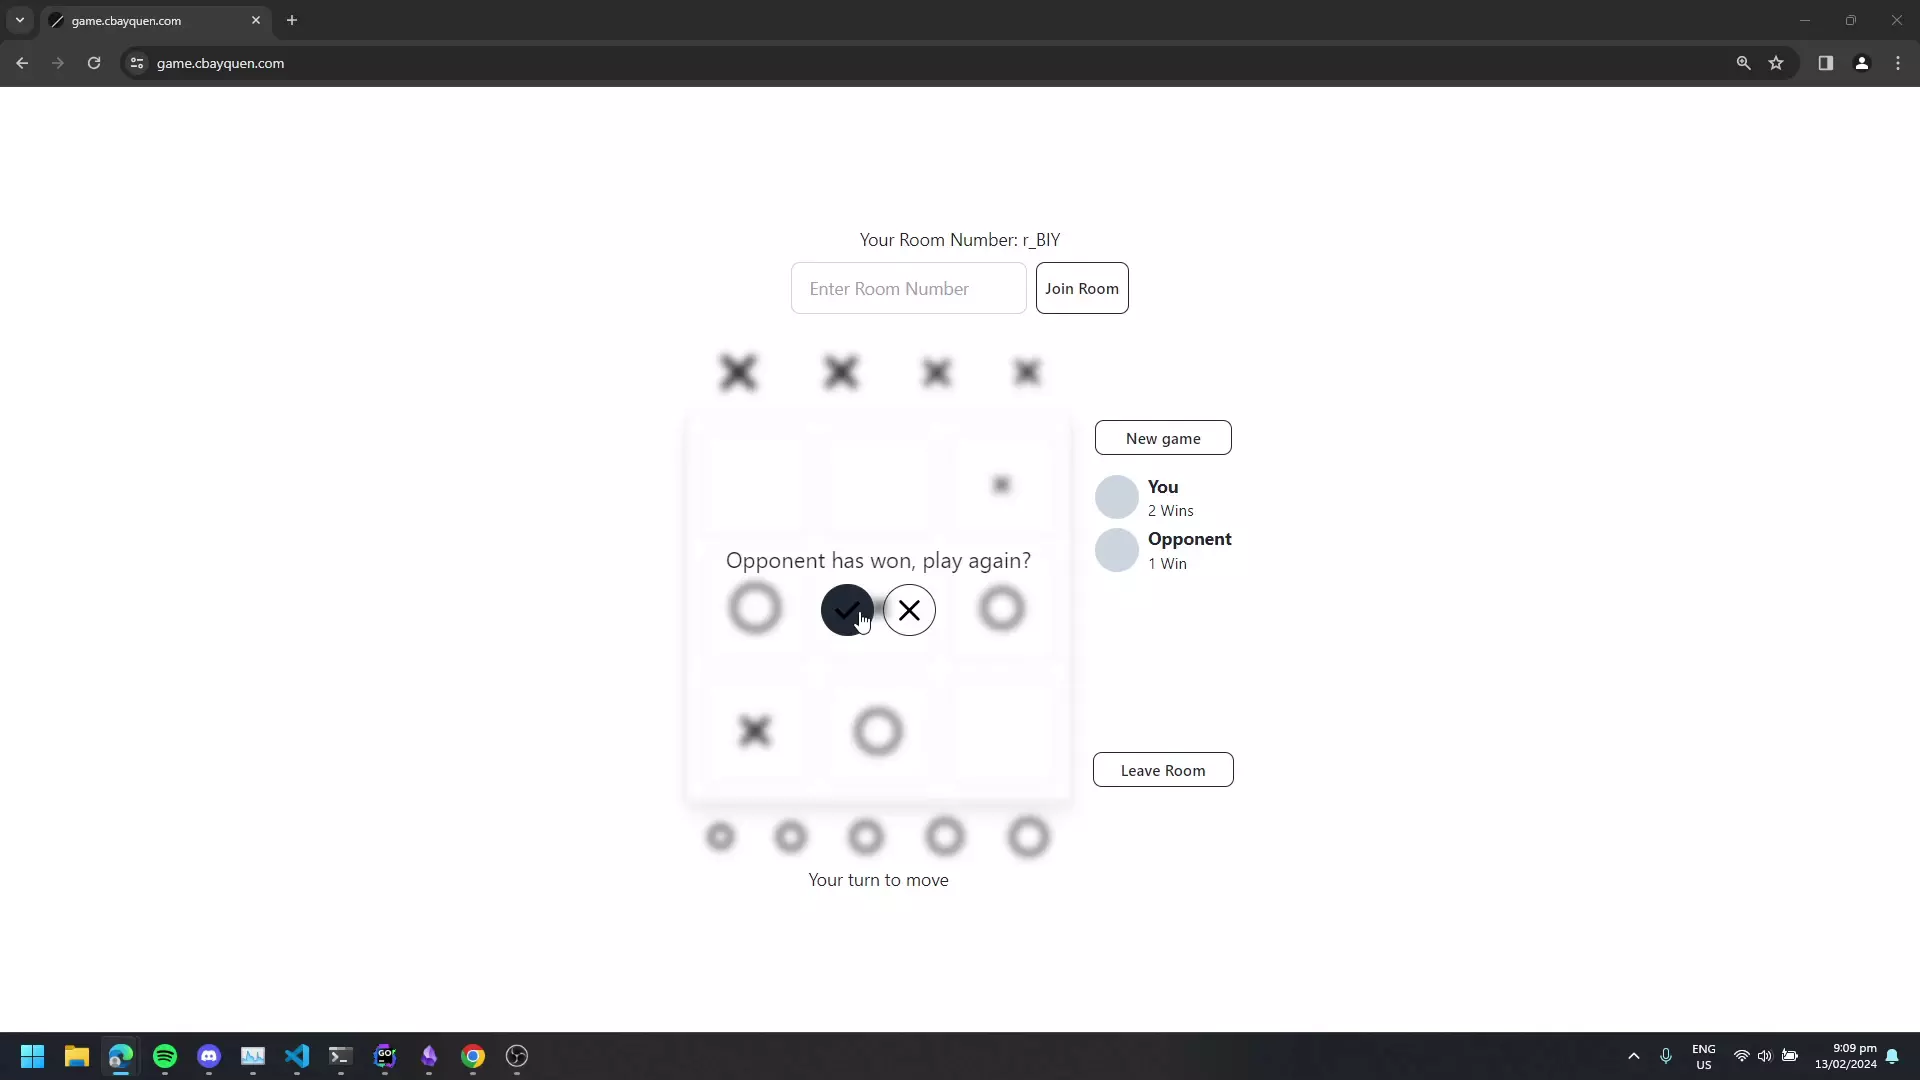 game.cbayquen.com
game.cbayquen.com
Your Room Number: r_BIY
Enter Room Number
Join Room
New game
You
2 Wins
Opponent has won, play again?
Opponent
1 Win
Leave Room
Your turn to move
GO
ENG
US
9:09 pm
13/02/2024